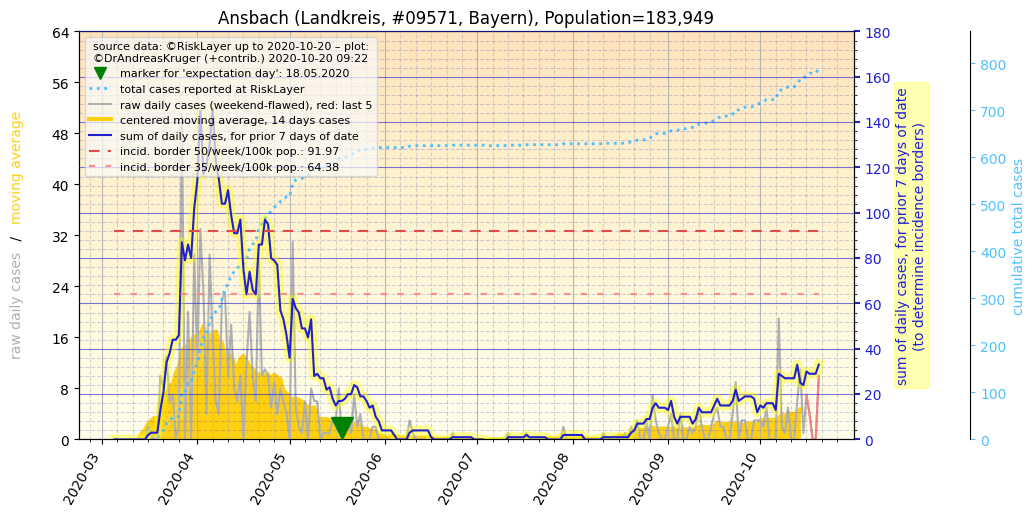 Ansbach (Landkreis, #09571, Bayern), Population=183,949
source data: ©RiskLayer up to 2020-10-20 – plot:
©DrAndreasKruger (+contrib.) 2020-10-20 09:22
marker for 'expectation day': 18.05.2020
total cases reported at RiskLayer
raw daily cases (weekend-flawed), red: last 5
centered moving average, 14 days cases
sum of daily cases, for prior 7 days of date
incid. border 50/week/100k pop.: 91.97
incid. border 35/week/100k pop.: 64.38
raw daily cases / moving average
64
56
48
40
32
24
16
8
0
2020-03
2020-04
2020-05
2020-06
2020-07
2020-08
2020-09
2020-10
180
160
140
120
100
80
60
40
20
0
sum of daily cases, for prior 7 days of date
(to determine incidence borders)
800
700
600
500
400
300
200
100
0
cumulative total cases